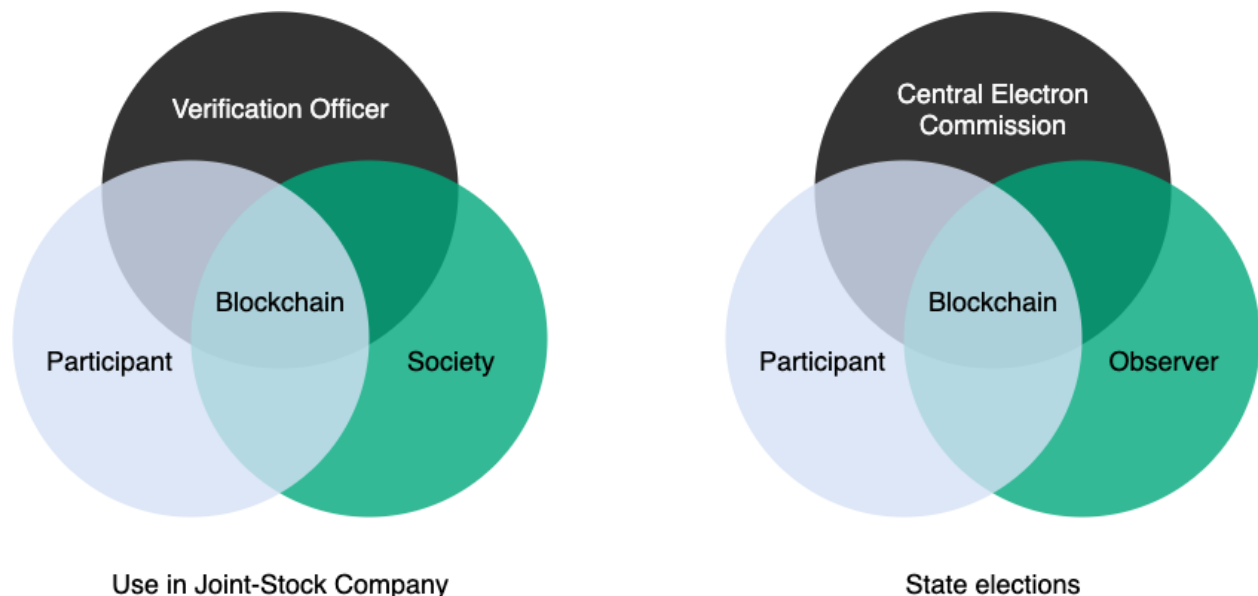 Verification Officer
Blockchain
Participant
Society
Use in Joint-Stock Company
Central Electron
Commission
Blockchain
Participant
Observer
State elections